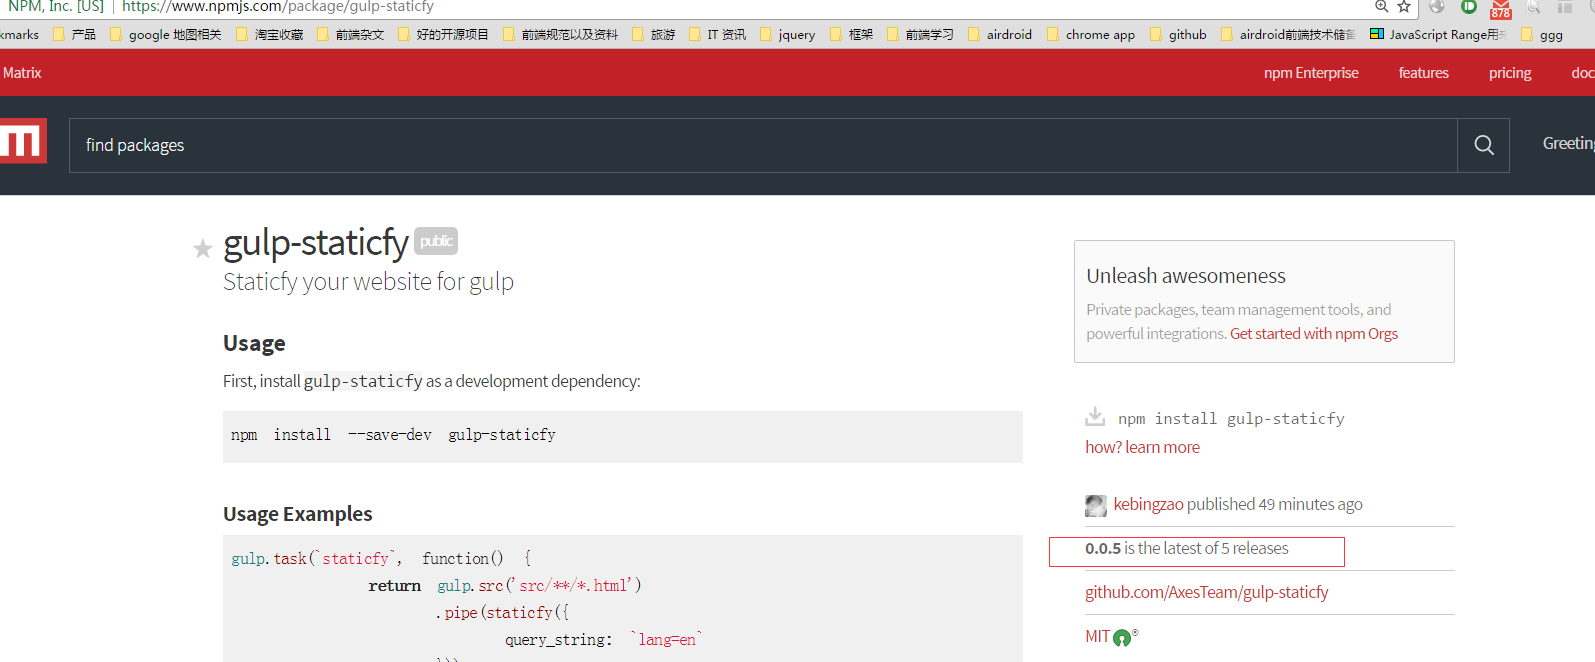 NPM, Inc. [US] | https://www.npmjs.com/package/gulp-staticfy
878
kmarks 产品 google 地图相关 淘宝收藏 前端杂文 好的开源项目 前端规范以及资料 旅游 IT 资讯 jquery 框架 前端学习 airdroid chrome app github airdroid前端技术储备 JavaScript Range用 ggg
Matrix npm Enterprise features pricing doc
find packages Greeting
gulp-staticfy public
Staticfy your website for gulp
Usage
First, install gulp-staticfy as a development dependency:
npm install --save-dev gulp-staticfy
Usage Examples
gulp.task(`staticfy`, function() {
return gulp.src('src/**/*.html')
.pipe(staticfy({
query_string: `lang=en`
}))
Unleash awesomeness
Private packages, team management tools, and
powerful integrations. Get started with npm Orgs
npm install gulp-staticfy
how? learn more
kebingzao published 49 minutes ago
0.0.5 is the latest of 5 releases
github.com/AxesTeam/gulp-staticfy
MIT ®